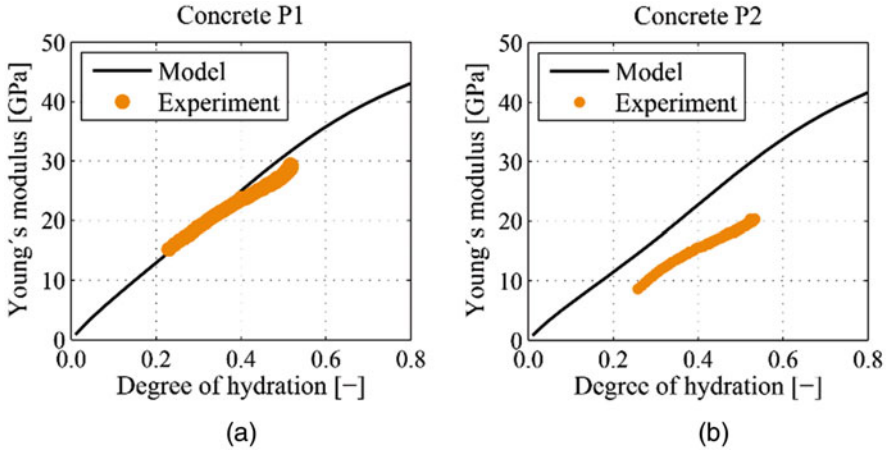 Concrete P1
Young´s modulus [GPa]
50
40
30
20
10
0
Model
Experiment
0.0 0.2 0.4 0.6 0.8
Degree of hydration [−]
(a)
Concrete P2
Young´s modulus [GPa]
50
40
30
20
10
0
Model
Experiment
0.0 0.2 0.4 0.6 0.8
Degree of hydration [−]
(b)